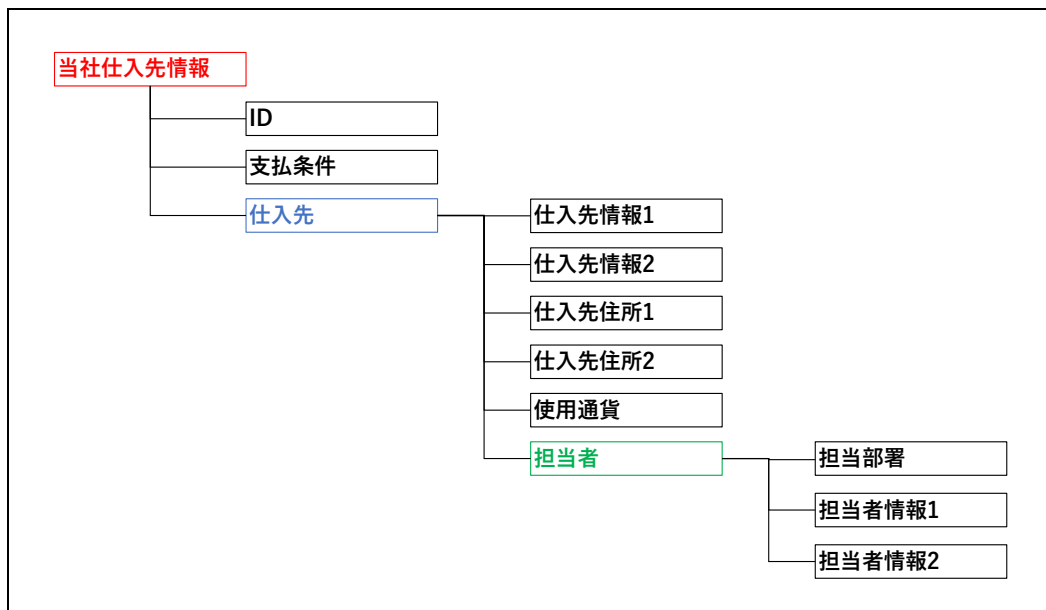 当社仕入先情報
ID
支払条件
仕入先
仕入先情報1
仕入先情報2
仕入先住所1
仕入先住所2
使用通貨
担当者
担当部署
担当者情報1
担当者情報2